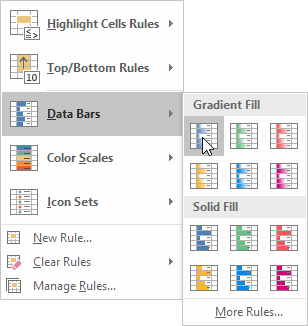 Highlight Cells Rules
≤>
Top/Bottom Rules
10
Data Bars
Color Scales
Icon Sets
New Rule...
Clear Rules
Manage Rules...
Gradient Fill
Solid Fill
More Rules...